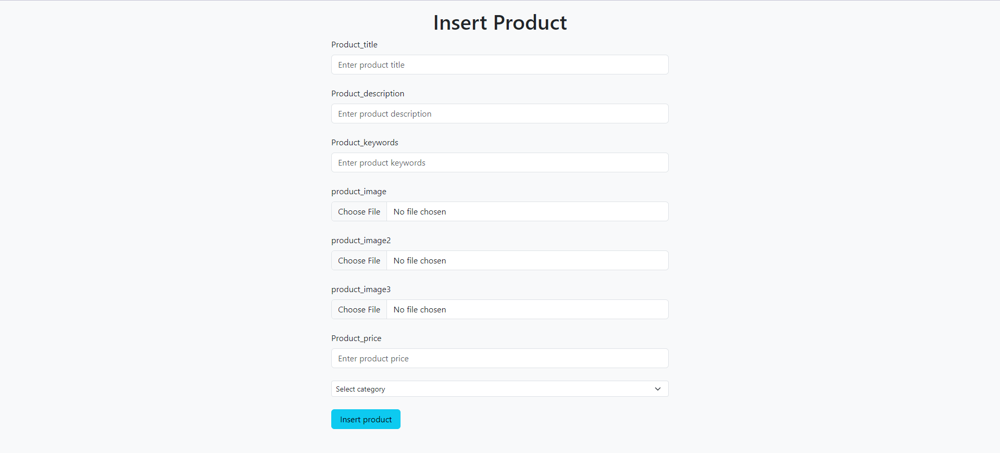 Insert Product
Product_title
Enter product title
Product_description
Enter product description
Product_keywords
Enter product keywords
product_image
Choose File No file chosen
product_image2
Choose File No file chosen
product_image3
Choose File No file chosen
Product_price
Enter product price
Select category
Insert product